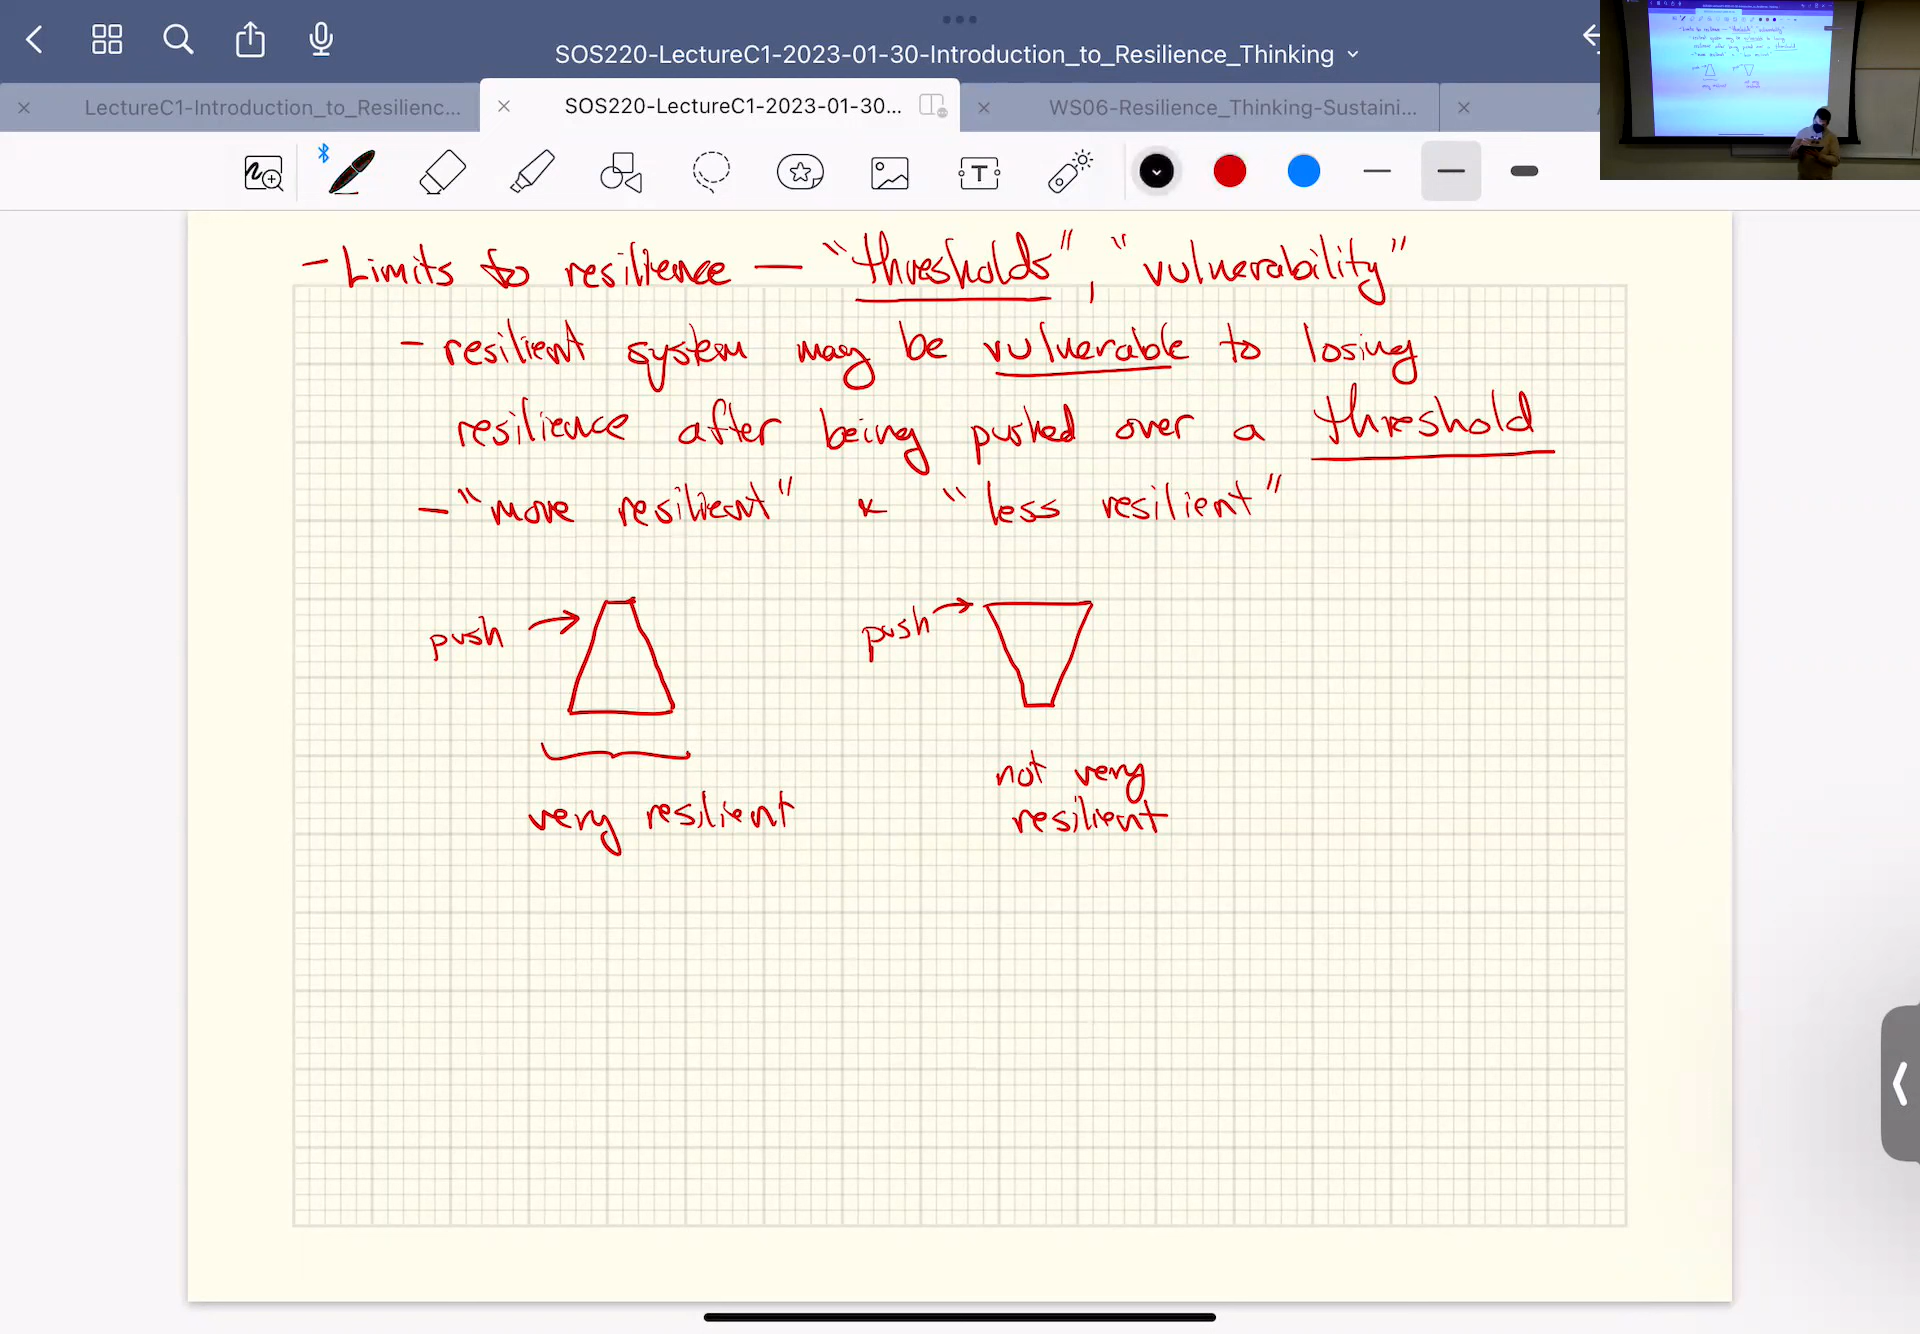 SOS220-LectureC1-2023-01-30-Introduction_to_Resilience_Thinking
LectureC1-Introduction_to_Resilienc...
SOS220-LectureC1-2023-01-30...
WS06-Resilience_Thinking-Sustaini...
- Limits to resilience — "thresholds", "vulnerability"
- resilient system may be vulnerable to losing
resilience after being pushed over a threshold
- "more resilient" & "less resilient"
push → push →
very resilient
not very
resilient